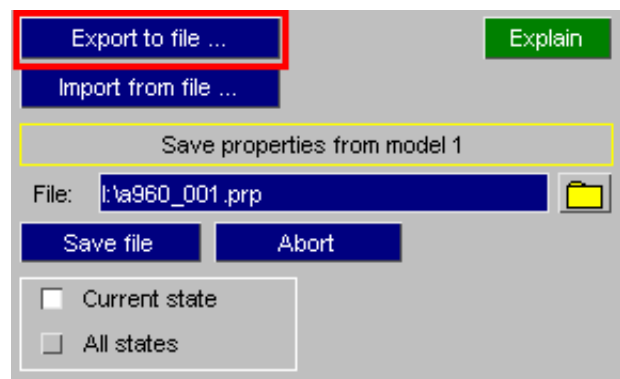 Export to file ... Explain
Import from file ...
Save properties from model 1
File: I:\a960_001.prp
Save file Abort
Current state
All states